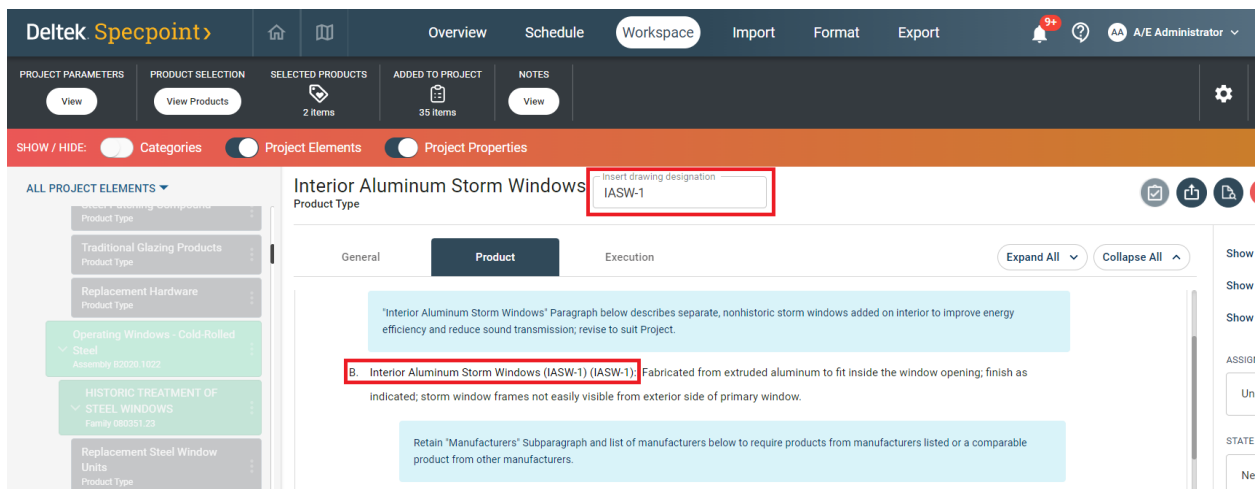 Deltek Specpoint
Overview Schedule Workspace Import Format Export 9+ AA A/E Administrator
PROJECT PARAMETERS PRODUCT SELECTION SELECTED PRODUCTS ADDED TO PROJECT NOTES
View View Products 2 items 35 items View
SHOW / HIDE: Categories Project Elements Project Properties
ALL PROJECT ELEMENTS
Product Type
Traditional Glazing Products
Product Type
Replacement Hardware
Product Type
Operating Windows - Cold-Rolled
Steel
Assembly B2020.1022
HISTORIC TREATMENT OF
STEEL WINDOWS
Family 080351.23
Replacement Steel Window
Units
Product Type
Interior Aluminum Storm Windows
Product Type
Insert drawing designation
IASW-1
General Product Execution Expand All Collapse All
"Interior Aluminum Storm Windows" Paragraph below describes separate, nonhistoric storm windows added on interior to improve energy
efficiency and reduce sound transmission; revise to suit Project.
B. Interior Aluminum Storm Windows (IASW-1) (IASW-1): Fabricated from extruded aluminum to fit inside the window opening; finish as
indicated; storm window frames not easily visible from exterior side of primary window.
Retain "Manufacturers" Subparagraph and list of manufacturers below to require products from manufacturers listed or a comparable
product from other manufacturers.
Show
Show
Show
ASSIGN
Un
STATE
Ne